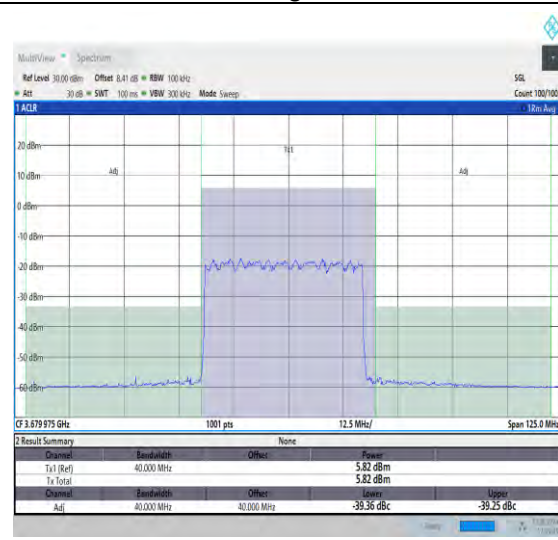 MultiView Spectrum
Ref Level 30.00 dBm Offset 8.41 dB RBW 100 kHz SGL
Att 30 dB SWT 100 ms VBW 300 kHz Mode Sweep Count 100/100
1 ACLR 1Rm Avg
20 dBm
Tx1
10 dBm
Adj Adj
0 dBm
-10 dBm
-20 dBm
-30 dBm
-40 dBm
-50 dBm
-60 dBm
CF 3.679 975 GHz 1001 pts 12.5 MHz/ Span 125.0 MHz
2 Result Summary None
Channel Bandwidth Offset Power
Tx1 (Ref) 40.000 MHz 5.82 dBm
Tx Total 5.82 dBm
Channel Bandwidth Offset Lower Upper
Adj 40.000 MHz 40.000 MHz -39.36 dBc -39.25 dBc